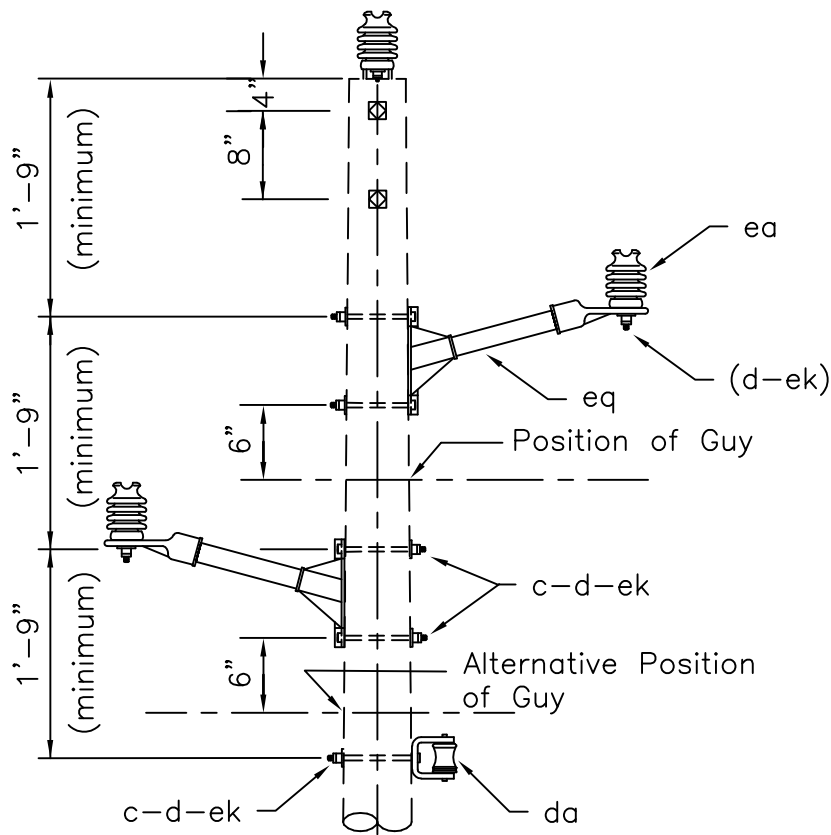 4"
1'-9"
(minimum)
8"
ea
(d-ek)
eq
1'-9"
(minimum)
6"
Position of Guy
c-d-ek
1'-9"
(minimum)
6"
Alternative Position
of Guy
c-d-ek
da